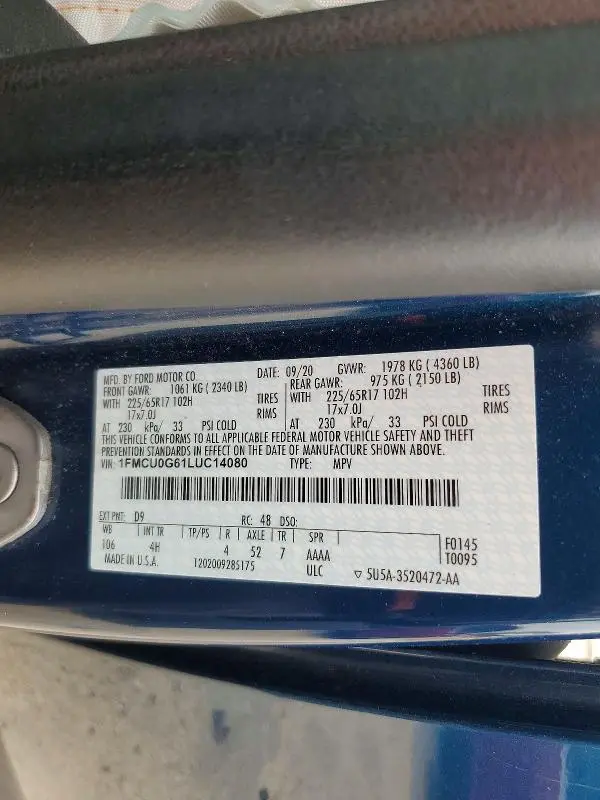 MFD. BY FORD MOTOR CO. DATE: 09/20 GVWR: 1978 KG ( 4360 LB)
FRONT GAWR: 1061 KG ( 2340 LB) REAR GAWR: 975 KG ( 2150 LB)
WITH 225/65R17 102H TIRES WITH 225/65R17 102H TIRES
17x7.0J RIMS 17x7.0J RIMS
AT 230 kPa/ 33 PSI COLD AT 230 kPa/ 33 PSI COLD
THIS VEHICLE CONFORMS TO ALL APPLICABLE FEDERAL MOTOR VEHICLE SAFETY AND THEFT
PREVENTION STANDARDS IN EFFECT ON THE DATE OF MANUFACTURE SHOWN ABOVE.
VIN: 1FMCU0G61LUC14080 TYPE: MPV
EXT PNT: D9 RC: 48 DSO:
WB INT TR TP/PS R AXLE TR SPR
106 4H 4 52 7 AAAA F0145
T0095
MADE IN U.S.A. 1202009285175 ULC ▽ 5U5A-3520472-AA